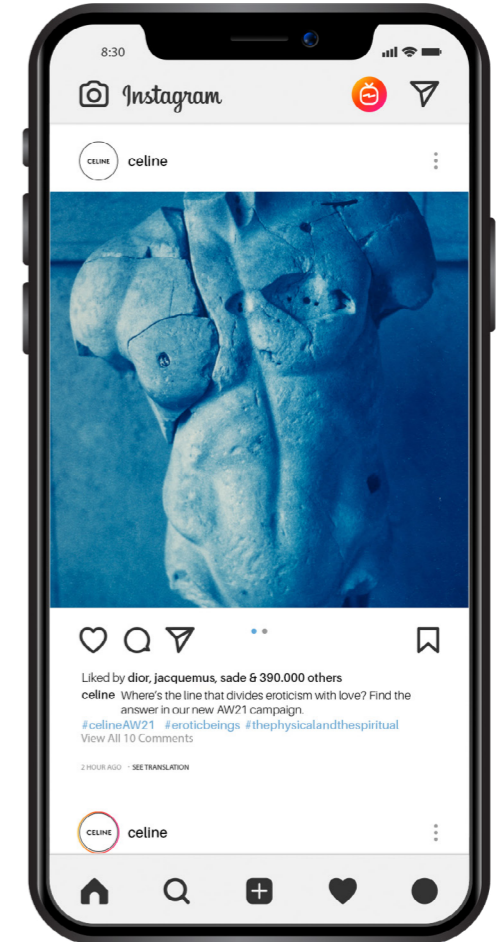 8:30
Instagram
CELINE celine
Liked by dior, jacquemus, sade & 390.000 others
celine Where's the line that divides eroticism with love? Find the
answer in our new AW21 campaign.
#celineAW21 #eroticbeings #thephysicalandthespiritual
View All 10 Comments
2 HOUR AGO · SEE TRANSLATION
CELINE celine